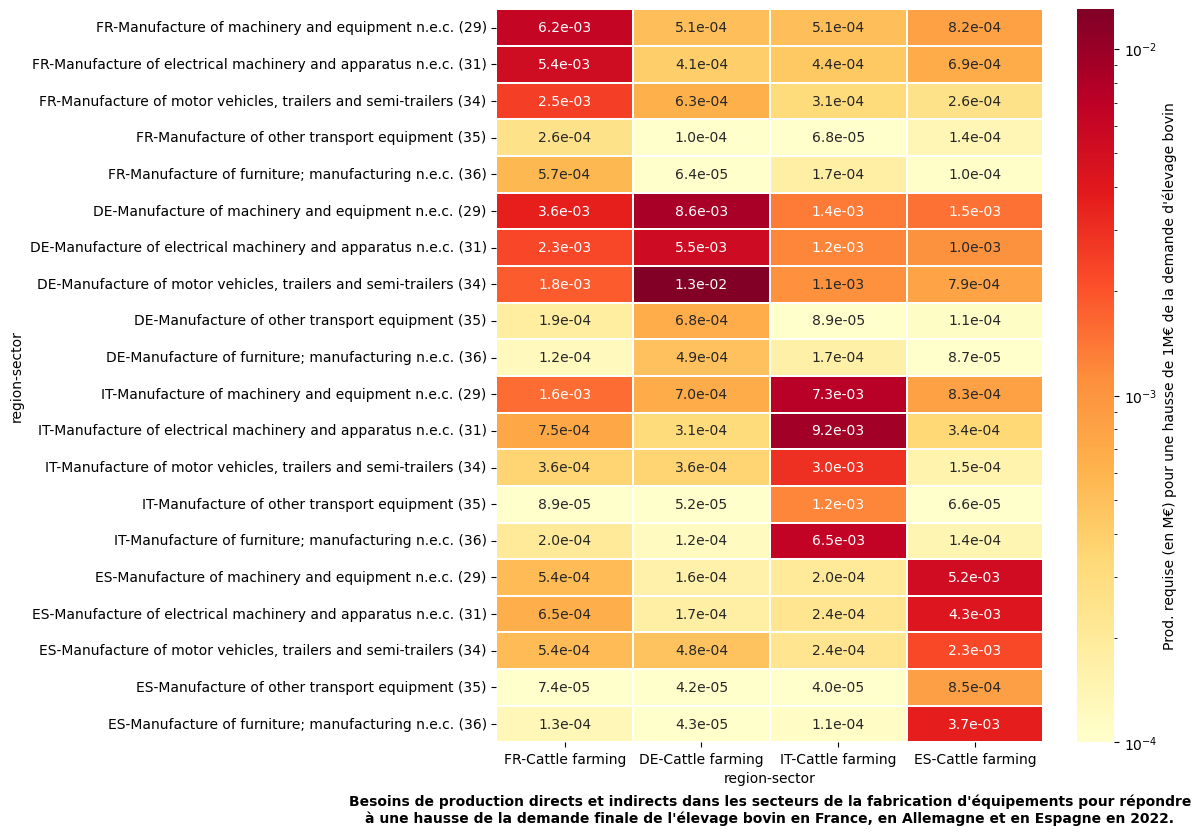 FR-Manufacture of machinery and equipment n.e.c. (29) 6.2e-03 5.1e-04 5.1e-04 8.2e-04
FR-Manufacture of electrical machinery and apparatus n.e.c. (31) 5.4e-03 4.1e-04 4.4e-04 6.9e-04
FR-Manufacture of motor vehicles, trailers and semi-trailers (34) 2.5e-03 6.3e-04 3.1e-04 2.6e-04
FR-Manufacture of other transport equipment (35) 2.6e-04 1.0e-04 6.8e-05 1.4e-04
FR-Manufacture of furniture; manufacturing n.e.c. (36) 5.7e-04 6.4e-05 1.7e-04 1.0e-04
DE-Manufacture of machinery and equipment n.e.c. (29) 3.6e-03 8.6e-03 1.4e-03 1.5e-03
DE-Manufacture of electrical machinery and apparatus n.e.c. (31) 2.3e-03 5.5e-03 1.2e-03 1.0e-03
DE-Manufacture of motor vehicles, trailers and semi-trailers (34) 1.8e-03 1.3e-02 1.1e-03 7.9e-04
DE-Manufacture of other transport equipment (35) 1.9e-04 6.8e-04 8.9e-05 1.1e-04
DE-Manufacture of furniture; manufacturing n.e.c. (36) 1.2e-04 4.9e-04 1.7e-04 8.7e-05
IT-Manufacture of machinery and equipment n.e.c. (29) 1.6e-03 7.0e-04 7.3e-03 8.3e-04
IT-Manufacture of electrical machinery and apparatus n.e.c. (31) 7.5e-04 3.1e-04 9.2e-03 3.4e-04
IT-Manufacture of motor vehicles, trailers and semi-trailers (34) 3.6e-04 3.6e-04 3.0e-03 1.5e-04
IT-Manufacture of other transport equipment (35) 8.9e-05 5.2e-05 1.2e-03 6.6e-05
IT-Manufacture of furniture; manufacturing n.e.c. (36) 2.0e-04 1.2e-04 6.5e-03 1.4e-04
ES-Manufacture of machinery and equipment n.e.c. (29) 5.4e-04 1.6e-04 2.0e-04 5.2e-03
ES-Manufacture of electrical machinery and apparatus n.e.c. (31) 6.5e-04 1.7e-04 2.4e-04 4.3e-03
ES-Manufacture of motor vehicles, trailers and semi-trailers (34) 5.4e-04 4.8e-04 2.4e-04 2.3e-03
ES-Manufacture of other transport equipment (35) 7.4e-05 4.2e-05 4.0e-05 8.5e-04
ES-Manufacture of furniture; manufacturing n.e.c. (36) 1.3e-04 4.3e-05 1.1e-04 3.7e-03
FR-Cattle farming DE-Cattle farming IT-Cattle farming ES-Cattle farming
region-sector
region-sector
10⁻²
10⁻³
10⁻⁴
Prod. requise (en M€) pour une hausse de 1M€ de la demande d'élevage bovin
Besoins de production directs et indirects dans les secteurs de la fabrication d'équipements pour répondre
à une hausse de la demande finale de l'élevage bovin en France, en Allemagne et en Espagne en 2022.